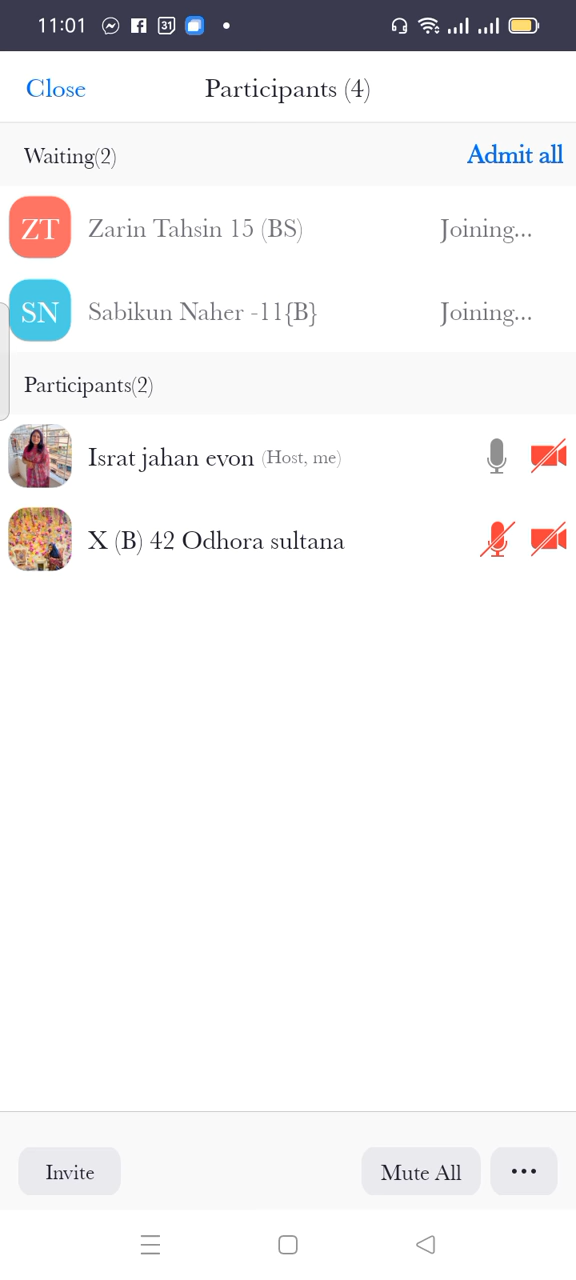 11:01 31
Close Participants (4)
Waiting(2) Admit all
ZT Zarin Tahsin 15 (BS) Joining...
SN Sabikun Naher -11{B} Joining...
Participants(2)
Israt jahan evon (Host, me)
X (B) 42 Odhora sultana
Invite Mute All ...